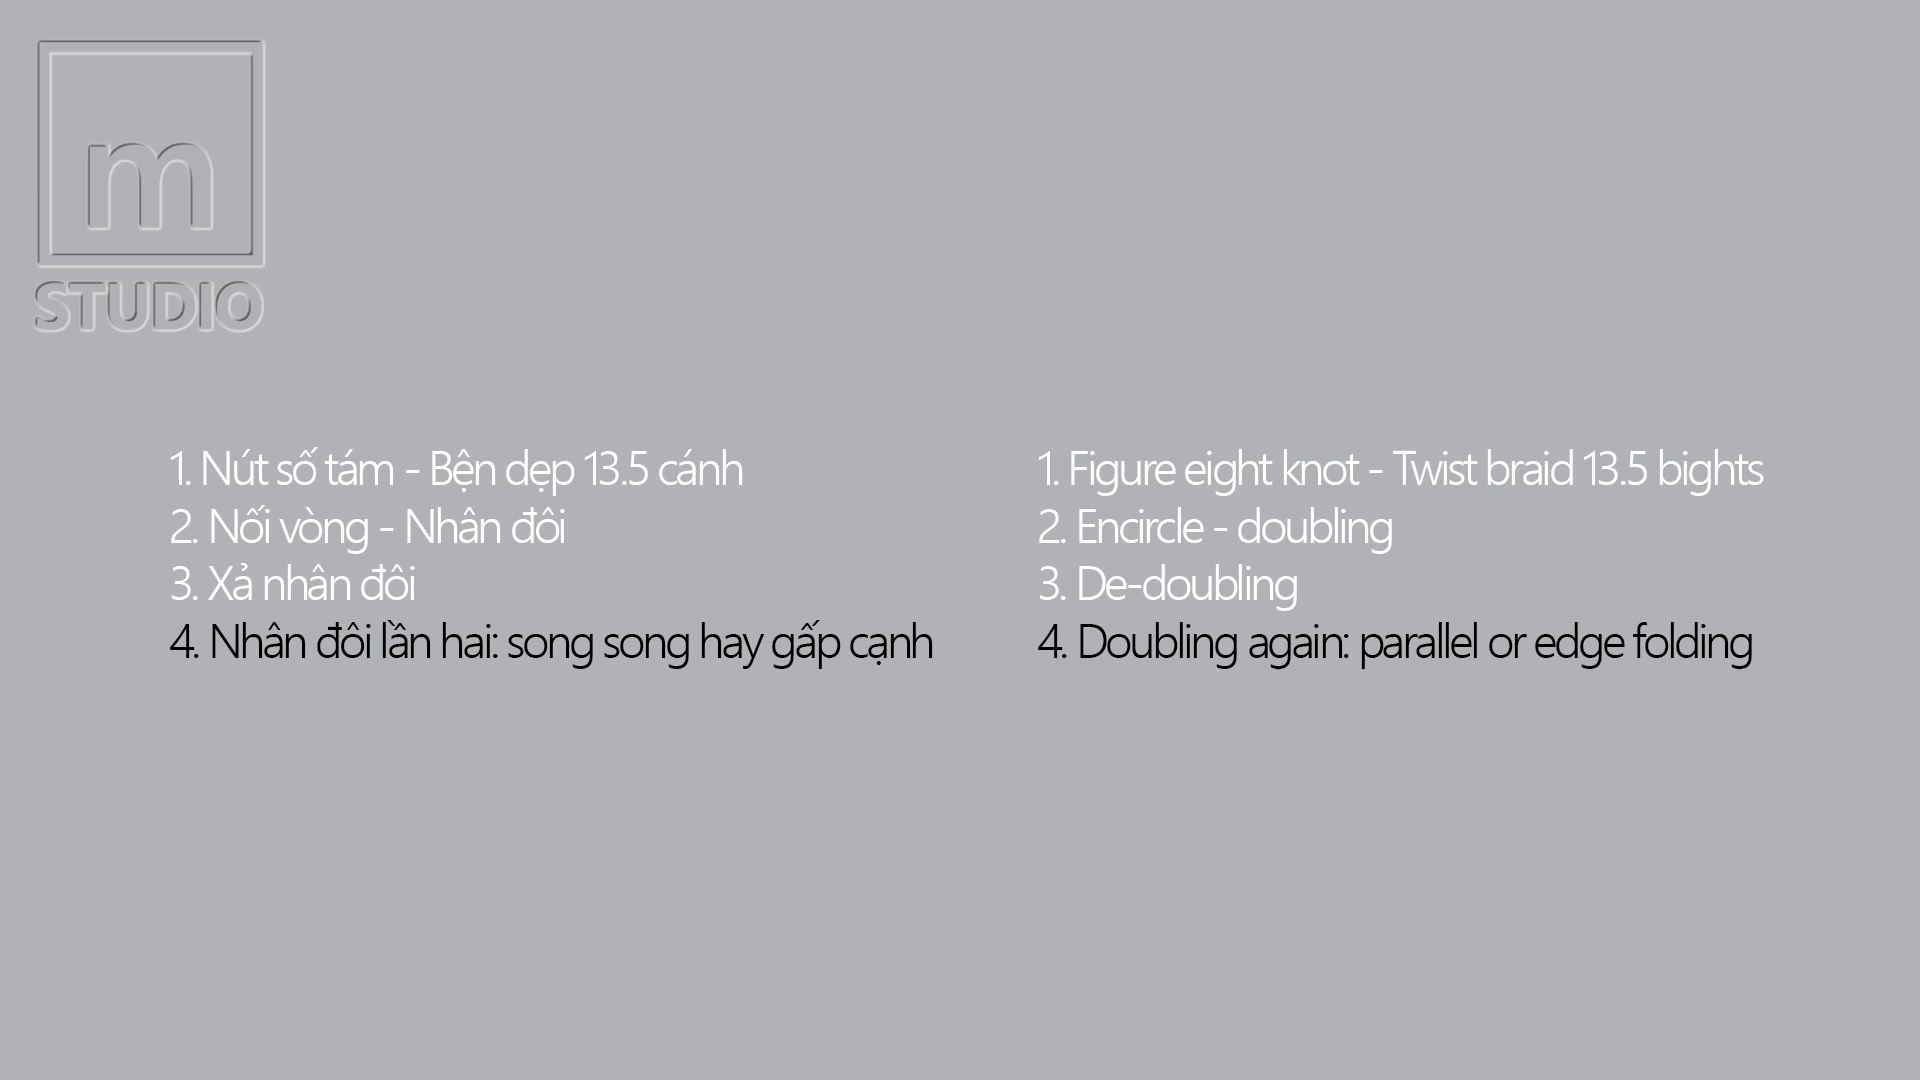 m
STUDIO
1. Nút số tám - Bện dẹp 13.5 cánh
2. Nối vòng - Nhân đôi
3. Xả nhân đôi
4. Nhân đôi lần hai: song song hay gấp cạnh
1. Figure eight knot - Twist braid 13.5 bights
2. Encircle - doubling
3. De-doubling
4. Doubling again: parallel or edge folding